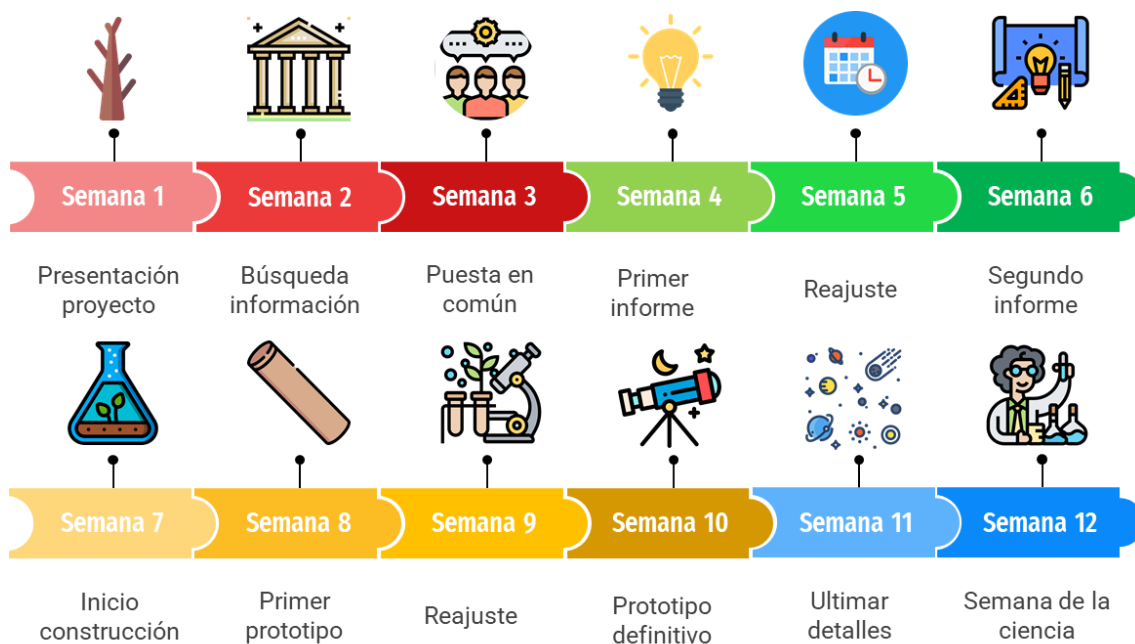 Semana 1
Semana 2
Semana 3
Semana 4
Semana 5
Semana 6
Presentación
proyecto
Búsqueda
información
Puesta en
común
Primer
informe
Reajuste
Segundo
informe
Semana 7
Semana 8
Semana 9
Semana 10
Semana 11
Semana 12
Inicio
construcción
Primer
prototipo
Reajuste
Prototipo
definitivo
Ultimar
detalles
Semana de la
ciencia